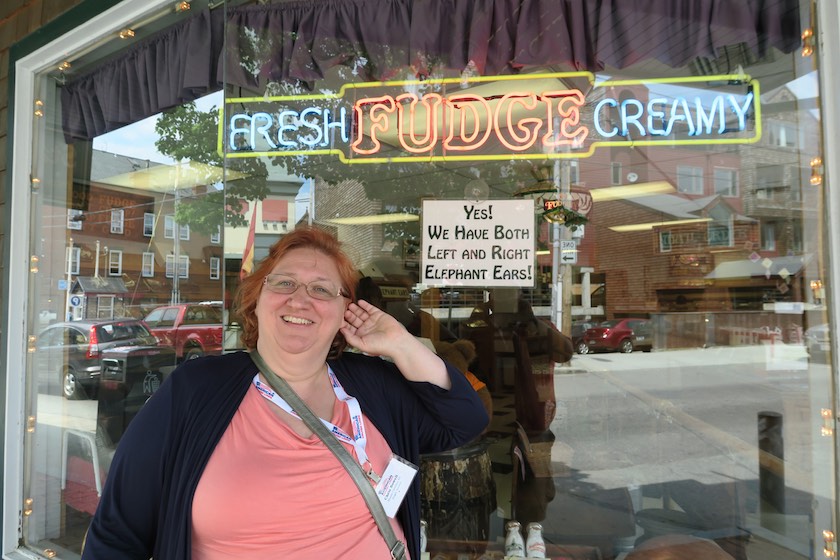 FRESH FUDGE CREAMY
YES!
WE HAVE BOTH
LEFT AND RIGHT
ELEPHANT EARS!